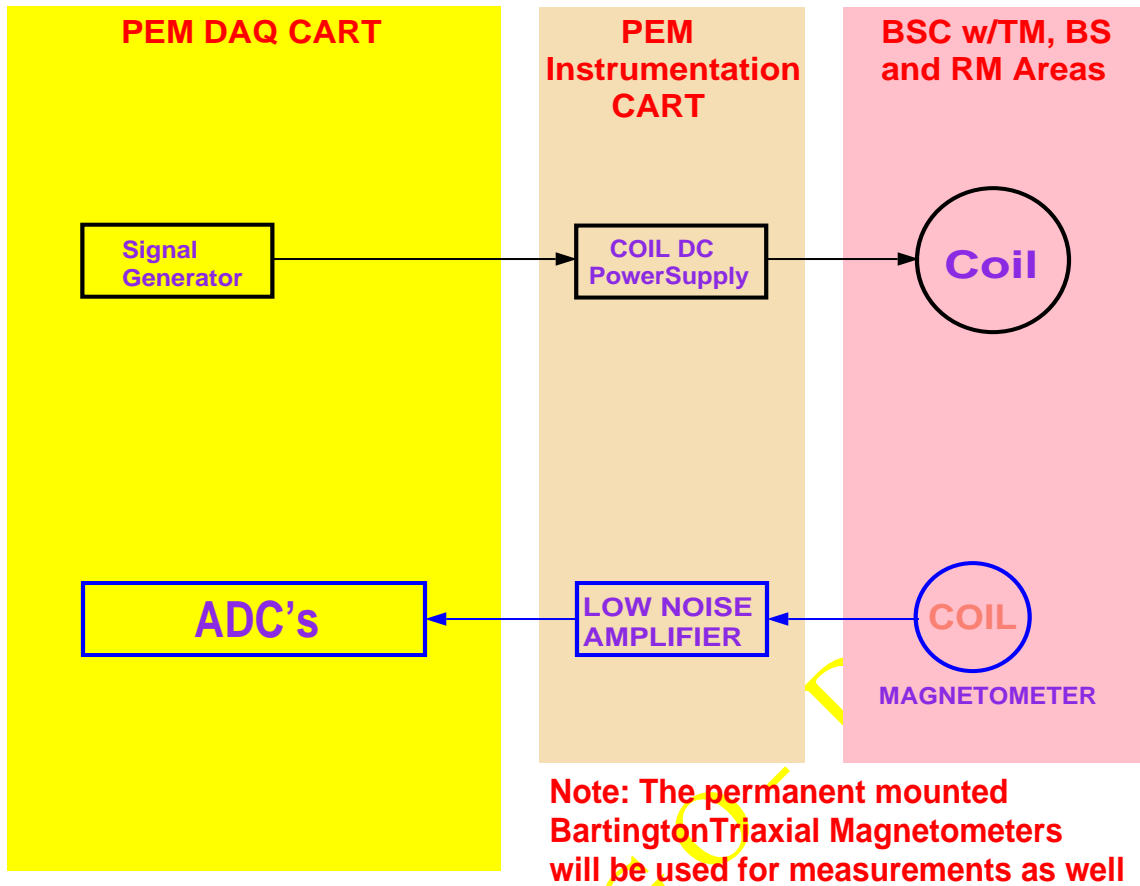 PEM DAQ CART
PEM
Instrumentation
CART
BSC w/TM, BS
and RM Areas
Signal
Generator
COIL DC
PowerSupply
Coil
ADC's
LOW NOISE
AMPLIFIER
COIL
MAGNETOMETER
Note: The permanent mounted
BartingtonTriaxial Magnetometers
will be used for measurements as well